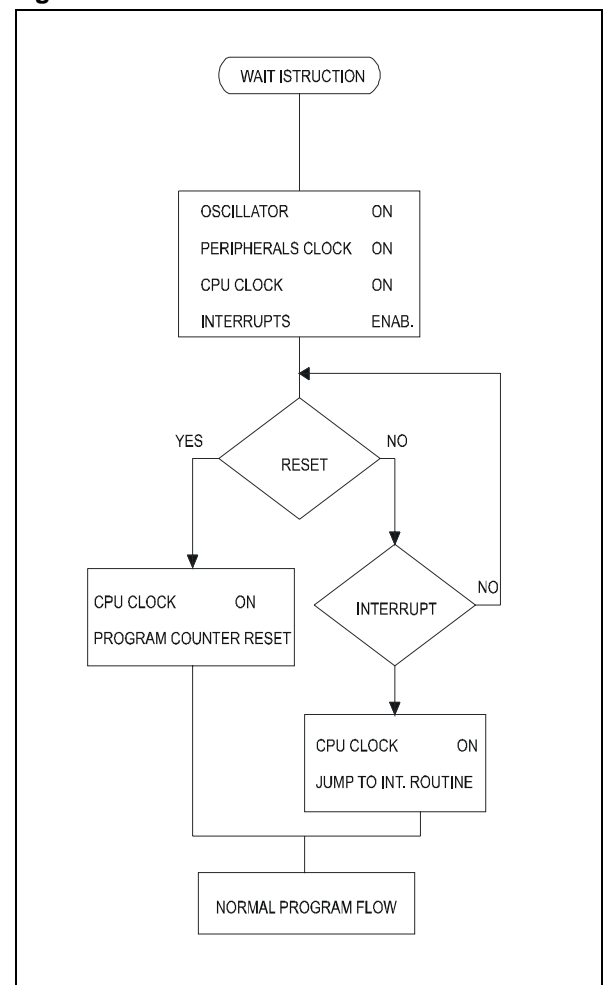 WAIT ISTRUCTION
OSCILLATOR ON
PERIPHERALS CLOCK ON
CPU CLOCK ON
INTERRUPTS ENAB.
YES
NO
RESET
CPU CLOCK ON
PROGRAM COUNTER RESET
INTERRUPT
NO
CPU CLOCK ON
JUMP TO INT. ROUTINE
NORMAL PROGRAM FLOW